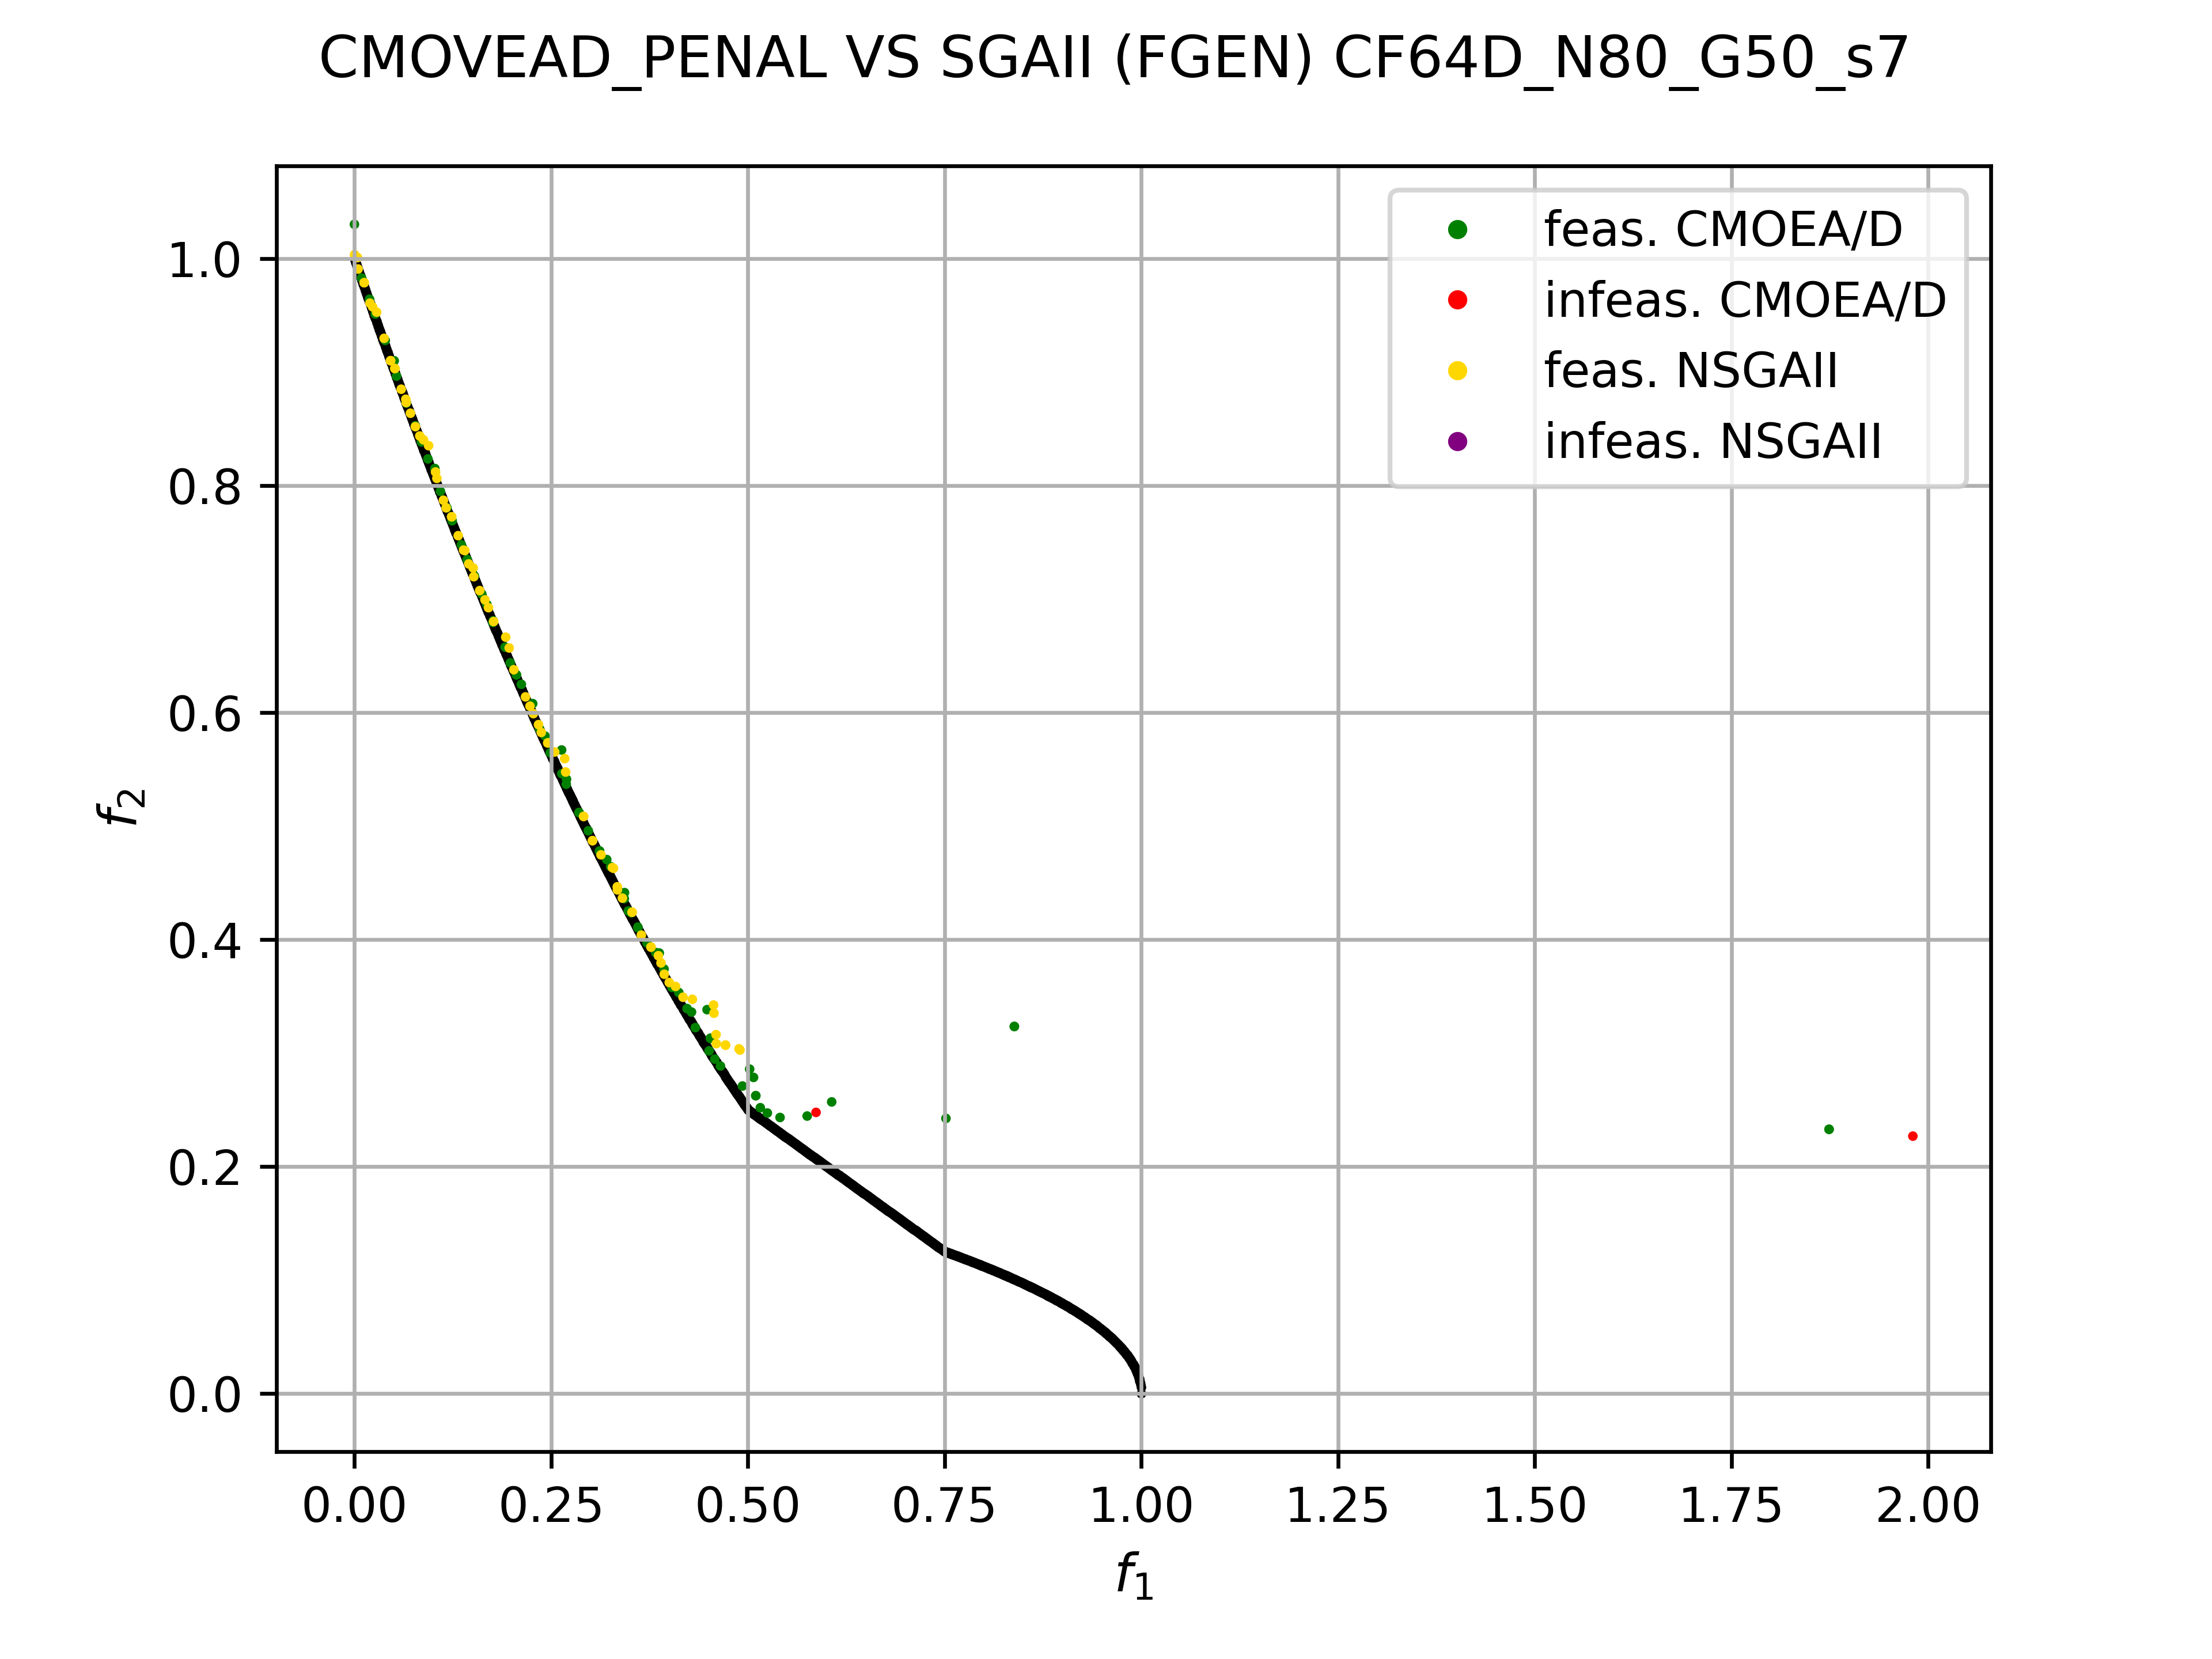 CMOVEAD_PENAL VS SGAII (FGEN) CF64D_N80_G50_s7
feas. CMOEA/D
infeas. CMOEA/D
feas. NSGAII
infeas. NSGAII
1.0
0.8
0.6
0.4
0.2
0.0
f2
0.00 0.25 0.50 0.75 1.00 1.25 1.50 1.75 2.00
f1